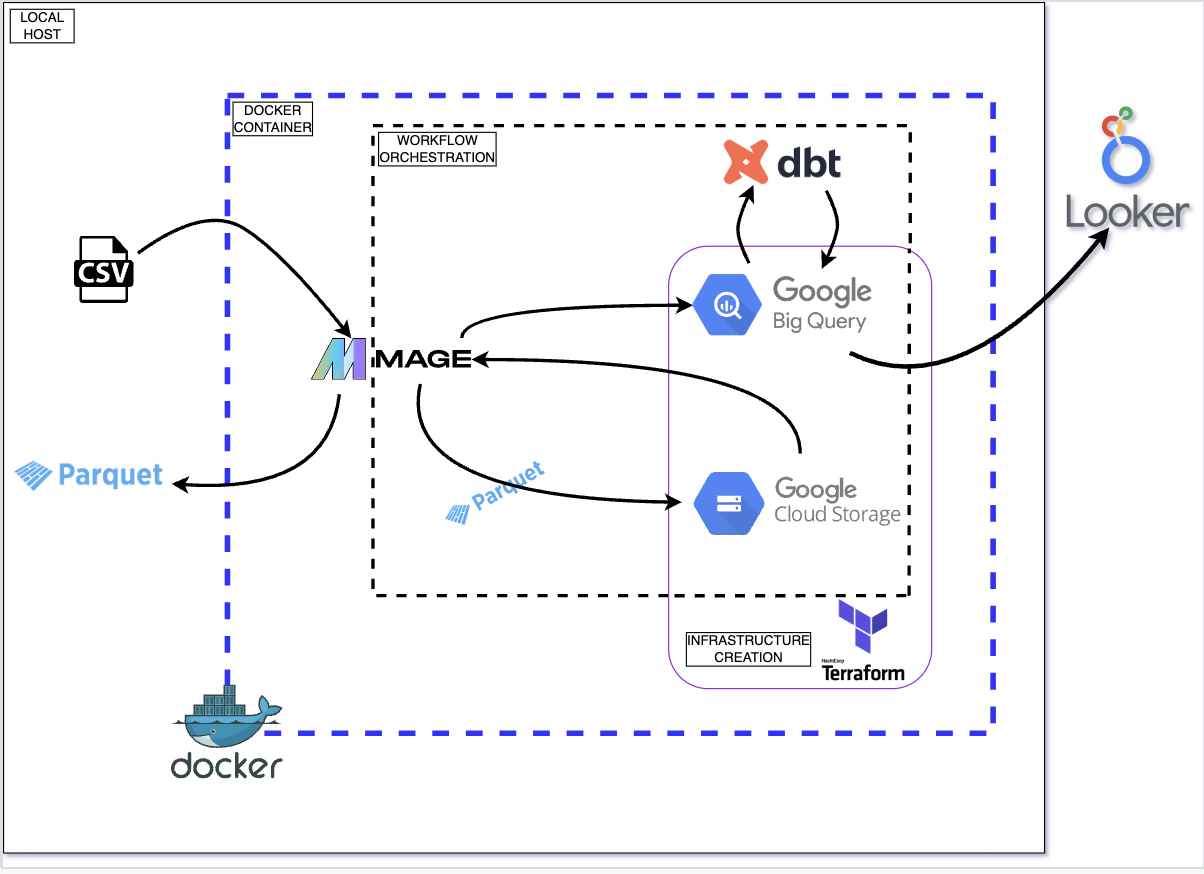 LOCAL
HOST
DOCKER
CONTAINER
WORKFLOW
ORCHESTRATION
dbt
Looker
CSV
Google
Big Query
MAGE
Parquet
Parquet
Google
Cloud Storage
INFRASTRUCTURE
CREATION
HashiCorp
Terraform
docker